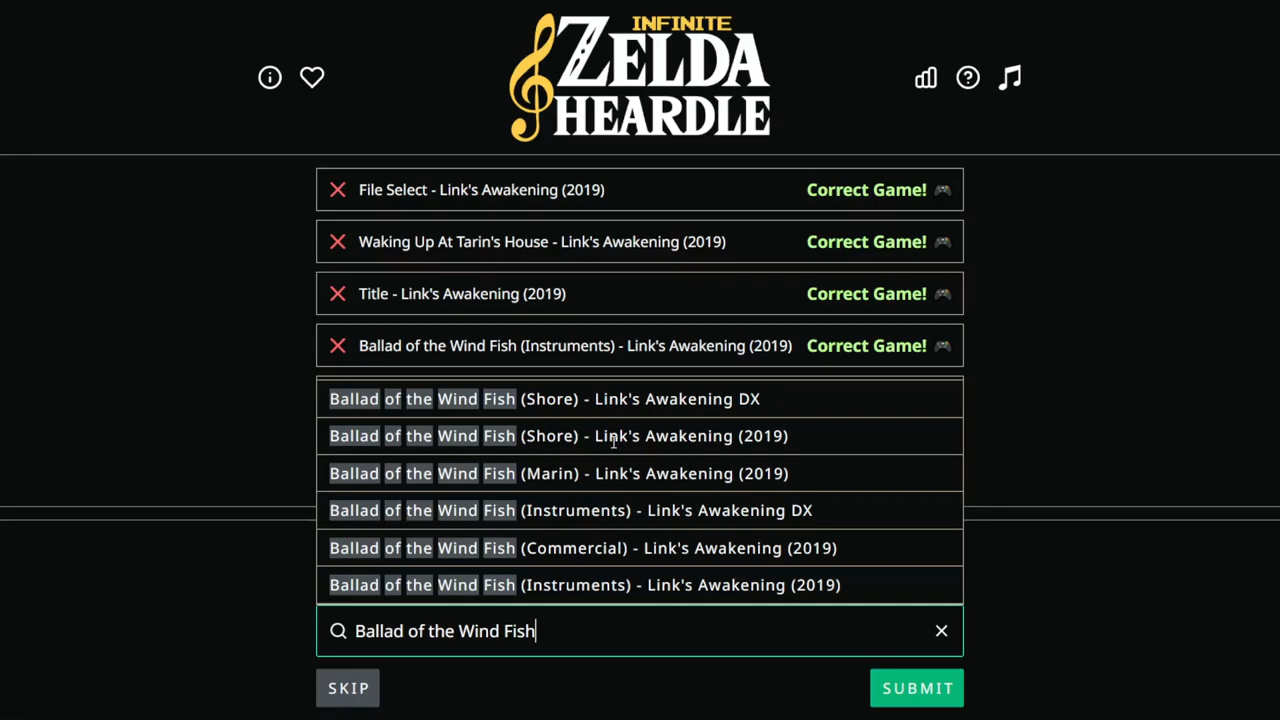 INFINITE
ZELDA
HEARDLE
File Select - Link's Awakening (2019) Correct Game!
Waking Up At Tarin's House - Link's Awakening (2019) Correct Game!
Title - Link's Awakening (2019) Correct Game!
Ballad of the Wind Fish (Instruments) - Link's Awakening (2019) Correct Game!
Ballad of the Wind Fish (Shore) - Link's Awakening DX
Ballad of the Wind Fish (Shore) - Link's Awakening (2019)
Ballad of the Wind Fish (Marin) - Link's Awakening (2019)
Ballad of the Wind Fish (Instruments) - Link's Awakening DX
Ballad of the Wind Fish (Commercial) - Link's Awakening (2019)
Ballad of the Wind Fish (Instruments) - Link's Awakening (2019)
Ballad of the Wind Fish
SKIP SUBMIT